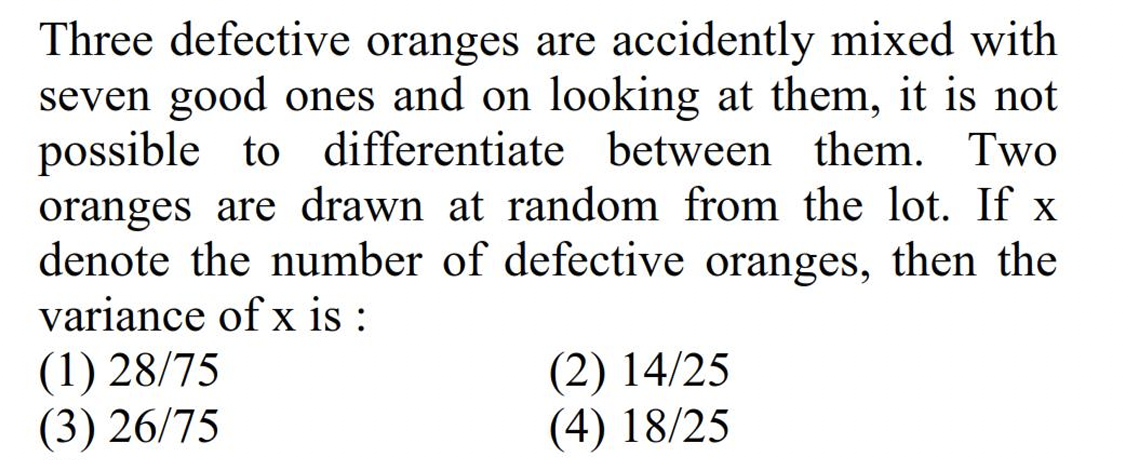 Three defective oranges are accidently mixed with
seven good ones and on looking at them, it is not
possible to differentiate between them. Two
oranges are drawn at random from the lot. If x
denote the number of defective oranges, then the
variance of x is :
(1) 28/75 (2) 14/25
(3) 26/75 (4) 18/25